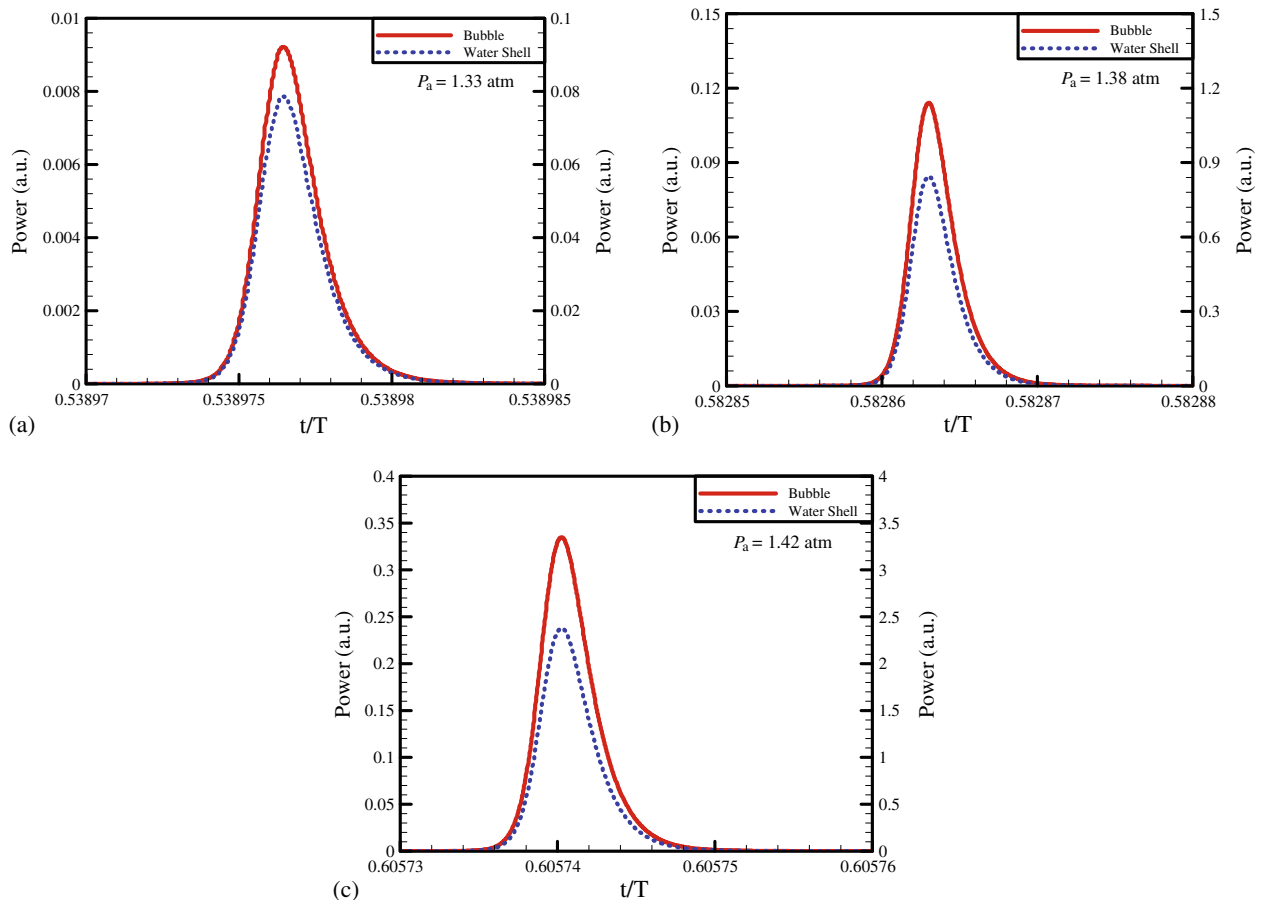 0.01
0.008
0.006
0.004
0.002
0
0.1
0.08
0.06
0.04
0.02
0
Power (a.u.)
Power (a.u.)
Bubble
Water Shell
Pa = 1.33 atm
0.53897
0.538975
0.53898
0.538985
t/T
(a)
0.15
0.12
0.09
0.06
0.03
0
1.5
1.2
0.9
0.6
0.3
0
Power (a.u.)
Power (a.u.)
Bubble
Water Shell
Pa = 1.38 atm
0.58285
0.58286
0.58287
0.58288
t/T
(b)
0.4
0.35
0.3
0.25
0.2
0.15
0.1
0.05
0
4
3.5
3
2.5
2
1.5
1
0.5
0
Power (a.u.)
Power (a.u.)
Bubble
Water Shell
Pa = 1.42 atm
0.60573
0.60574
0.60575
0.60576
t/T
(c)